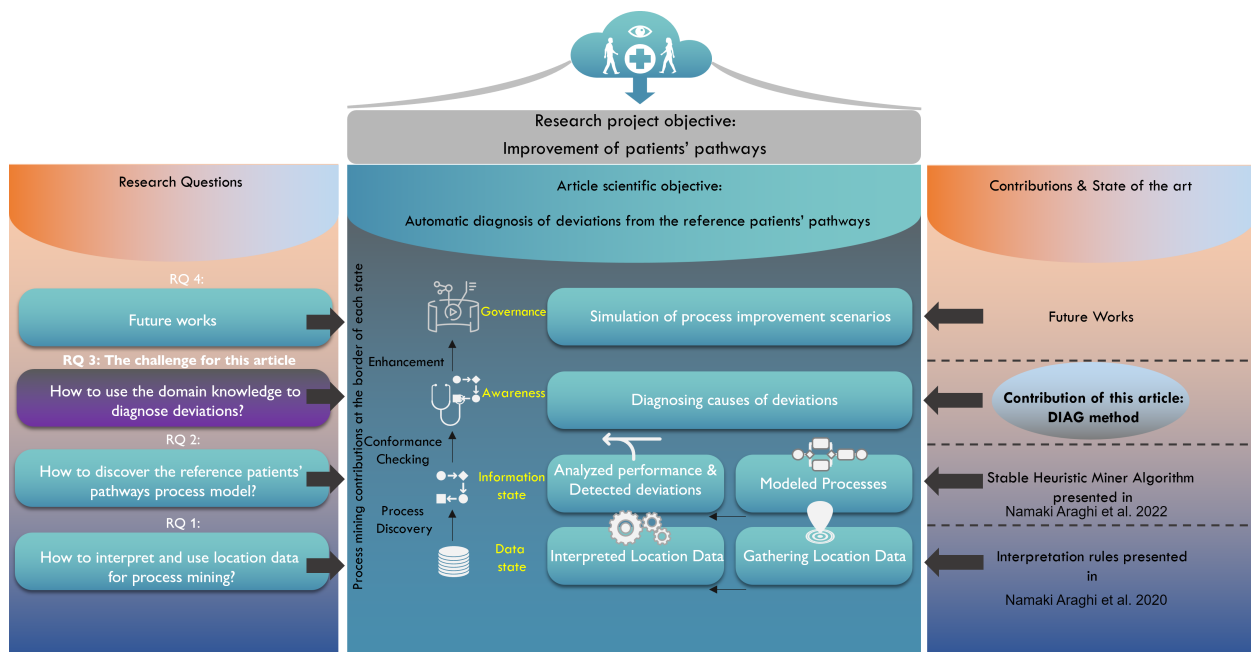 Research project objective:
Improvement of patients' pathways
Research Questions
RQ 4:
Future works
RQ 3: The challenge for this article
How to use the domain knowledge to
diagnose deviations?
RQ 2:
How to discover the reference patients'
pathways process model?
RQ 1:
How to interpret and use location data
for process mining?
Article scientific objective:
Automatic diagnosis of deviations from the reference patients' pathways
Process mining contributions at the border of each state
Governance
Simulation of process improvement scenarios
Enhancement
Awareness
Diagnosing causes of deviations
Conformance
Checking
Information
state
Analyzed performance &
Detected deviations
Modeled Processes
Process
Discovery
Data
state
Interpreted Location Data
Gathering Location Data
Contributions & State of the art
Future Works
Contribution of this article:
DIAG method
Stable Heuristic Miner Algorithm
presented in
Namaki Araghi et al. 2022
Interpretation rules presented
in
Namaki Araghi et al. 2020